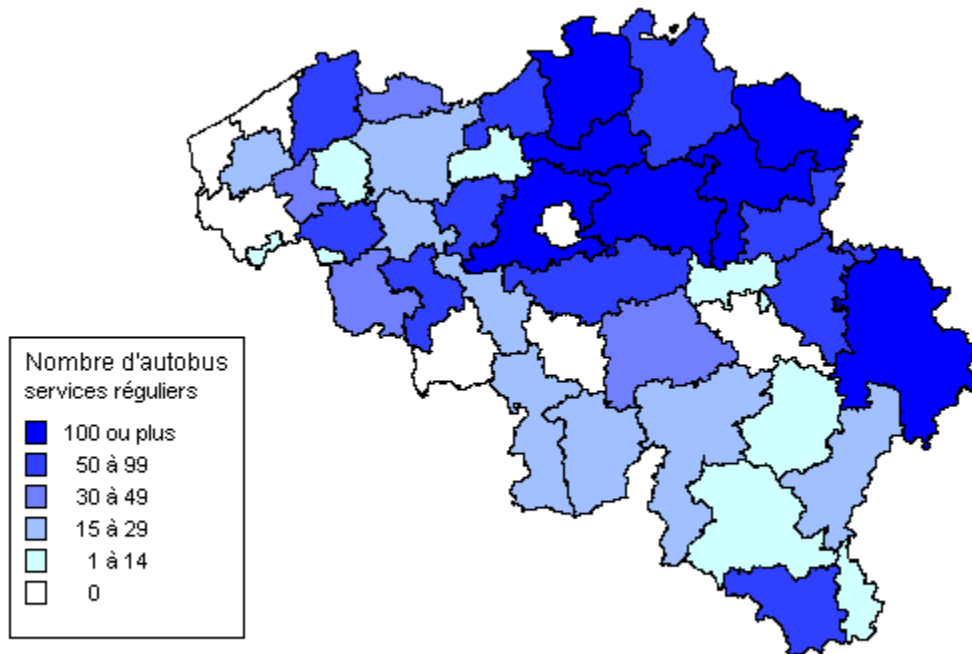 Nombre d'autobus
services réguliers
100 ou plus
50 à 99
30 à 49
15 à 29
1 à 14
0